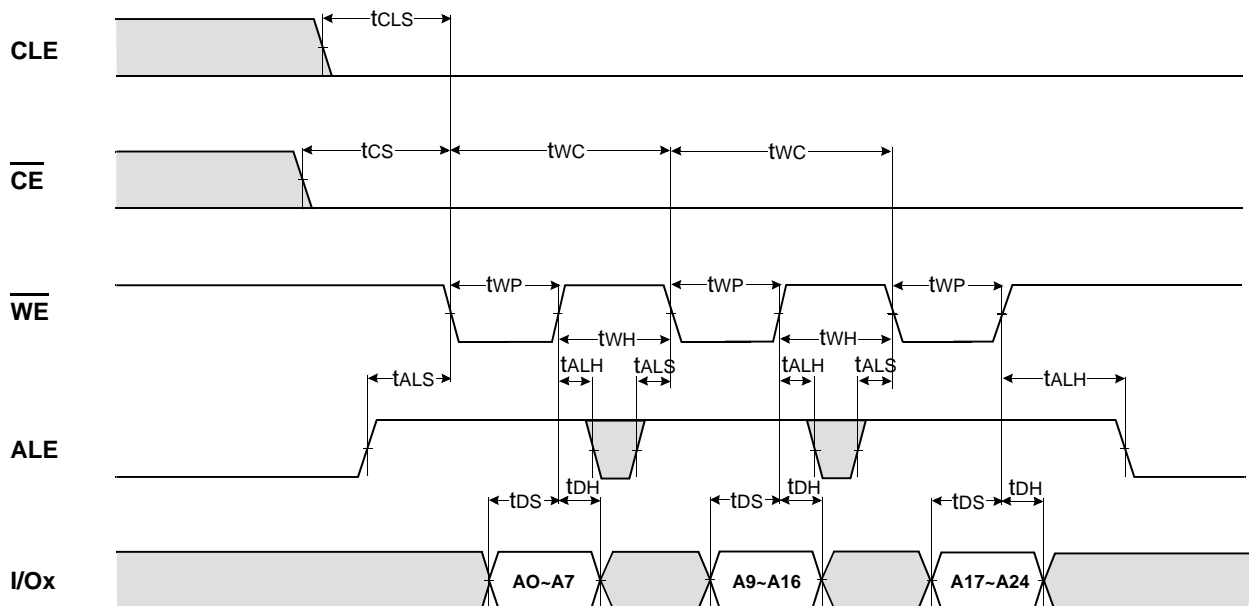 CLE
tCLS
CE
tCS
tWC
tWC
WE
tWP
tWP
tWP
tWH
tWH
tALS
tALH
tALS
tALH
tALS
tALH
ALE
tDS
tDH
tDS
tDH
tDS
tDH
I/Ox
AO~A7
A9~A16
A17~A24